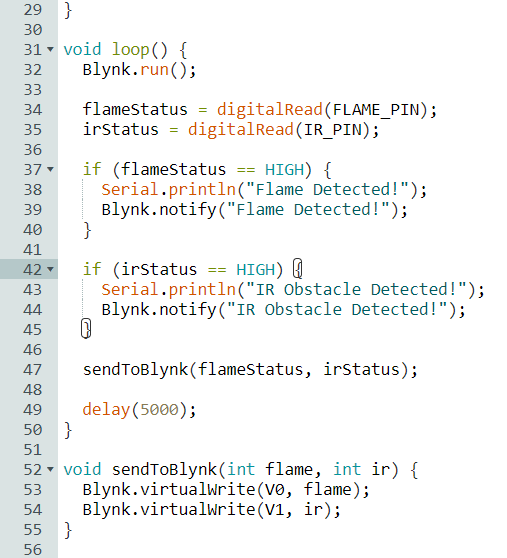 29 }
30
31 void loop() {
32   Blynk.run();
33
34   flameStatus = digitalRead(FLAME_PIN);
35   irStatus = digitalRead(IR_PIN);
36
37   if (flameStatus == HIGH) {
38     Serial.println("Flame Detected!");
39     Blynk.notify("Flame Detected!");
40   }
41
42   if (irStatus == HIGH) {
43     Serial.println("IR Obstacle Detected!");
44     Blynk.notify("IR Obstacle Detected!");
45   }
46
47   sendToBlynk(flameStatus, irStatus);
48
49   delay(5000);
50 }
51
52 void sendToBlynk(int flame, int ir) {
53   Blynk.virtualWrite(V0, flame);
54   Blynk.virtualWrite(V1, ir);
55 }
56